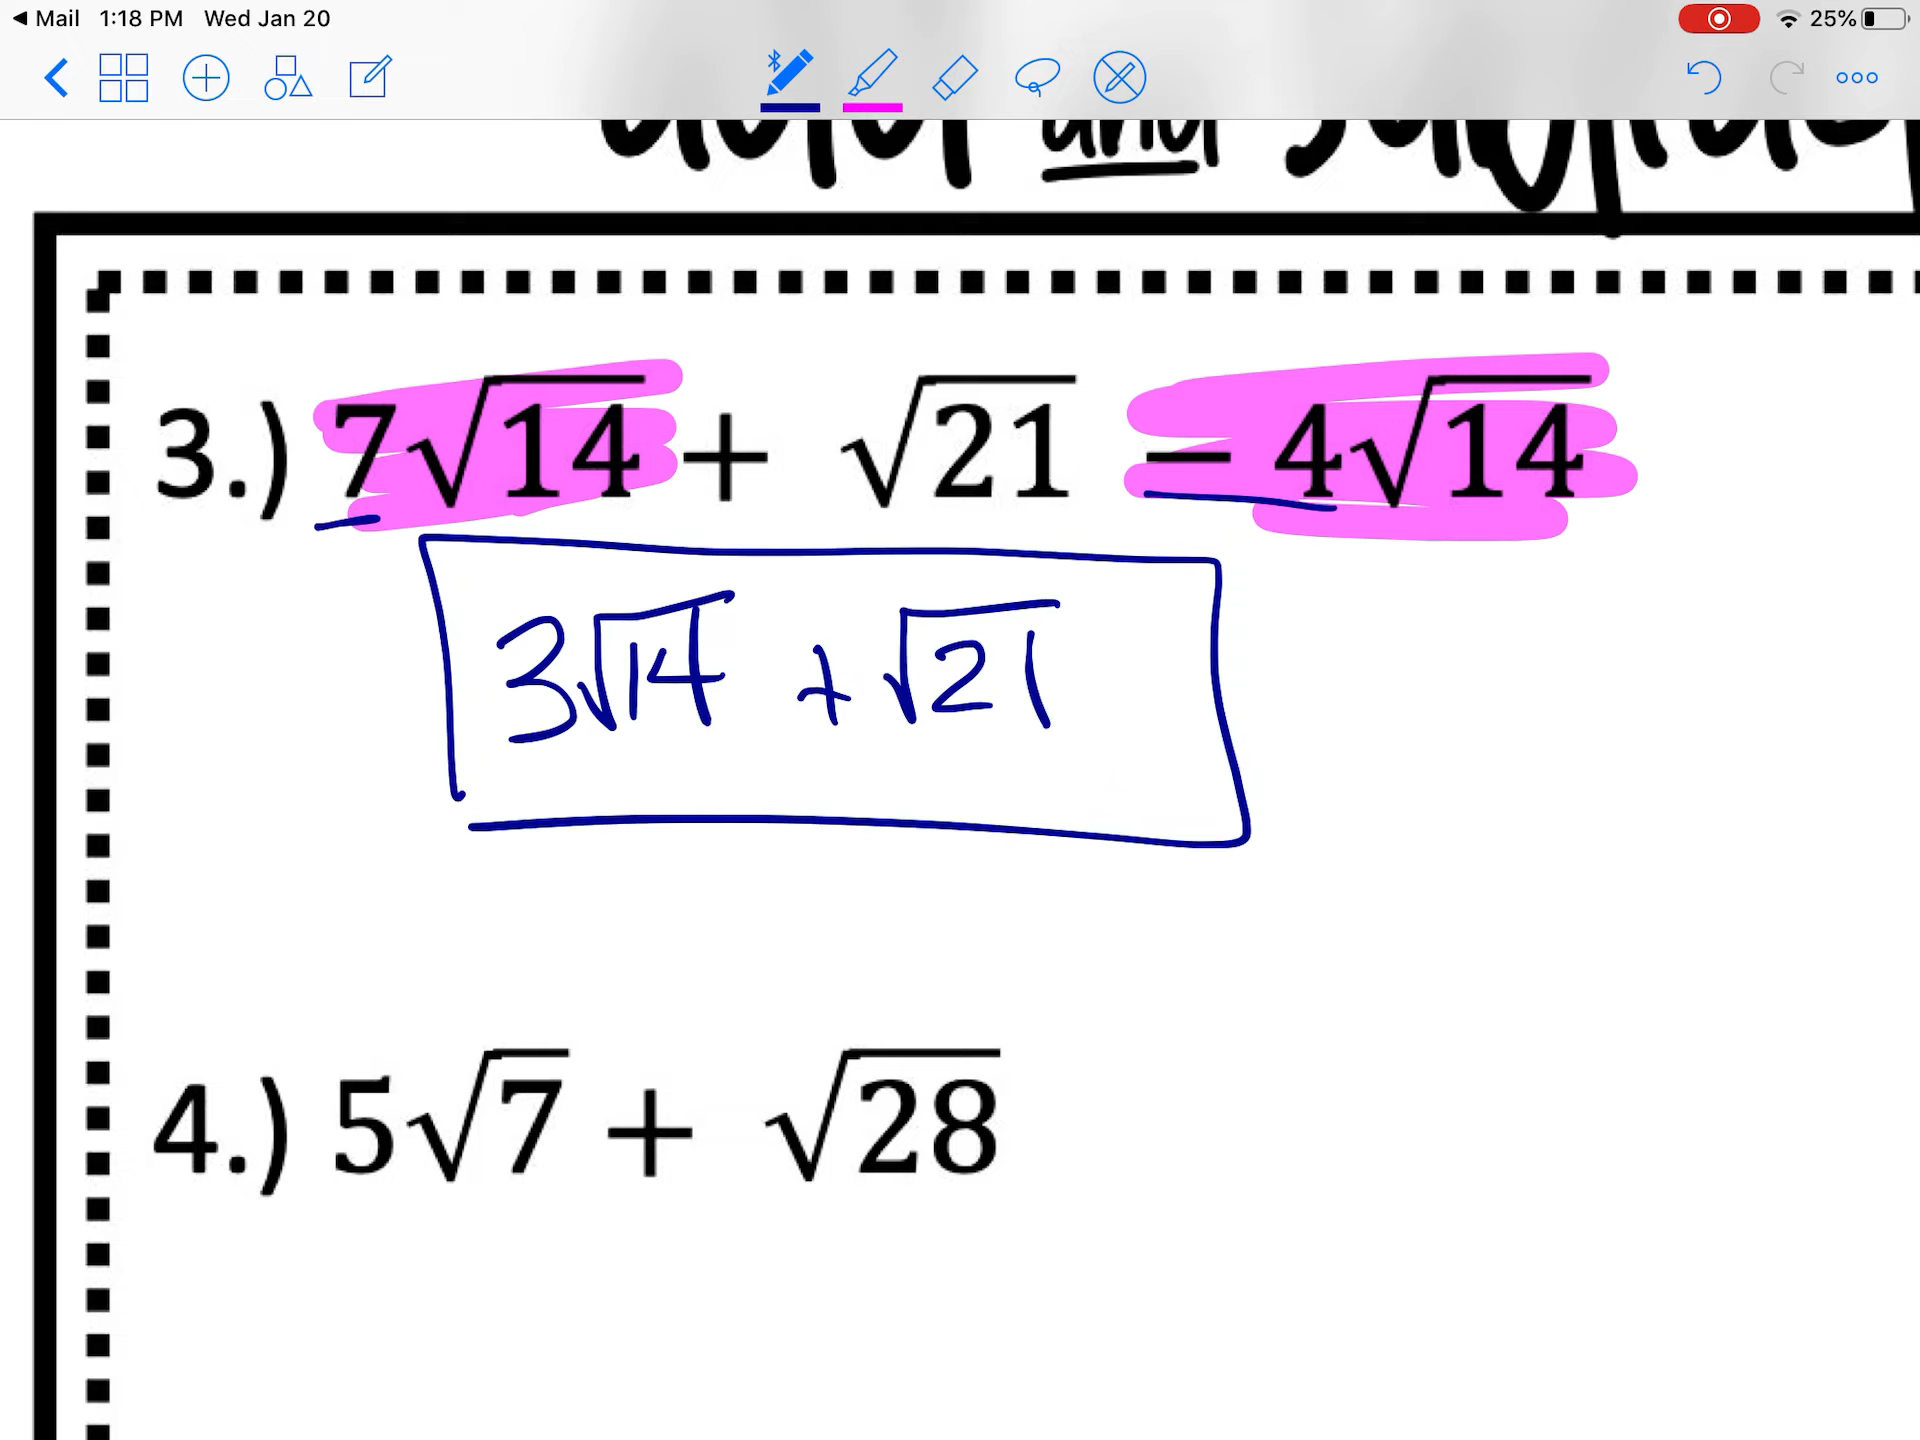 Mail 1:18 PM Wed Jan 20 25%
and
3.) 7√14 + √21 − 4√14
3√14 + √21
4.) 5√7 + √28